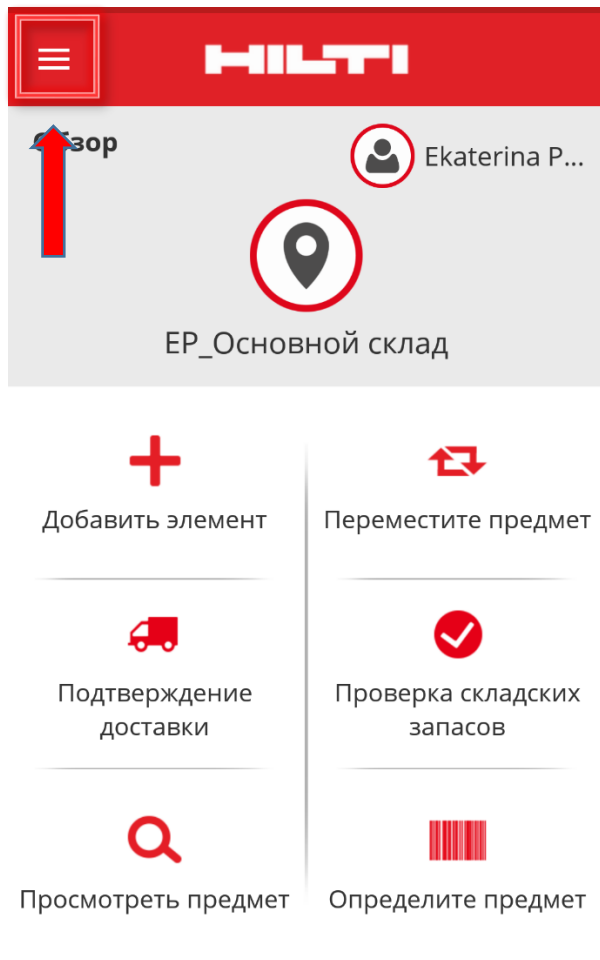 HILTI
Обзор
Ekaterina P...
EP_Основной склад
Добавить элемент
Переместите предмет
Подтверждение
доставки
Проверка складских
запасов
Просмотреть предмет
Определите предмет